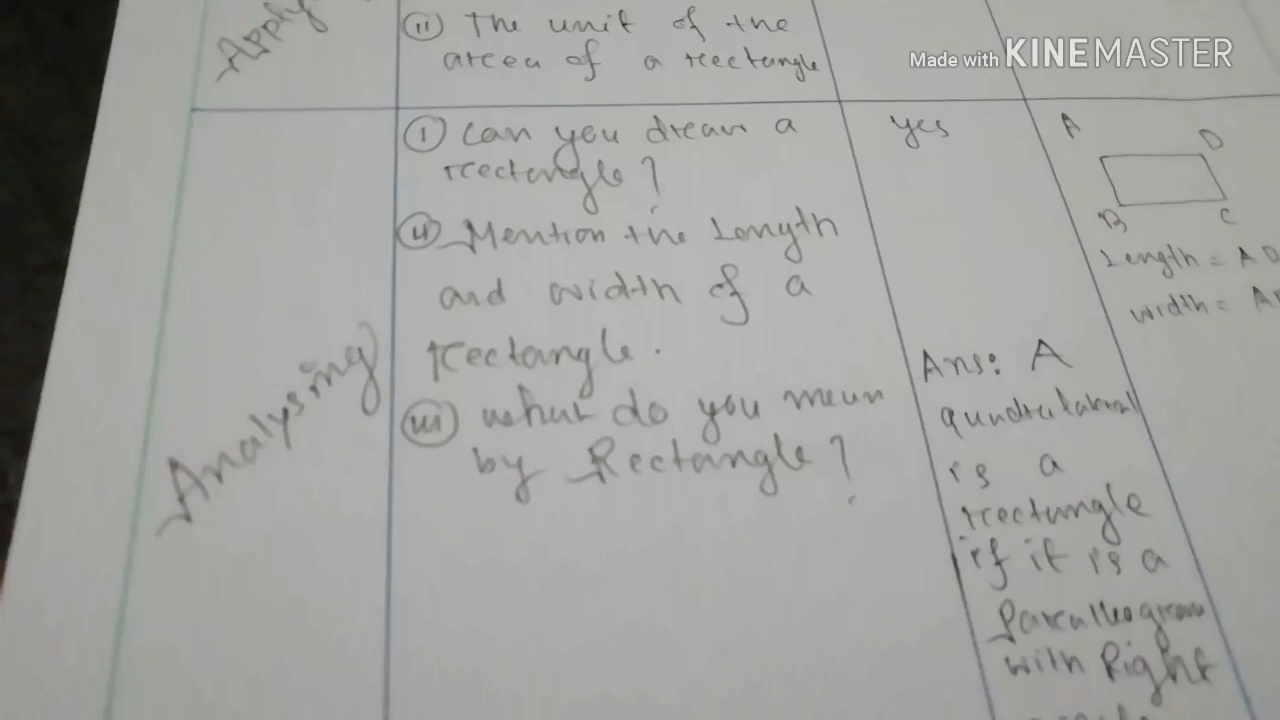 Apply
(ii) The unit of the
area of a rectangle
Made with KINEMASTER
Analysing
(i) Can you draw a
rectangle?
(ii) Mention the Length
and width of a
rectangle.
(iii) What do you mean
by Rectangle?
yes
Ans: A
quadrilateral
is a
rectangle
if it is a
parallelogram
with Right
A
D
B
C
Length = AD
width = A